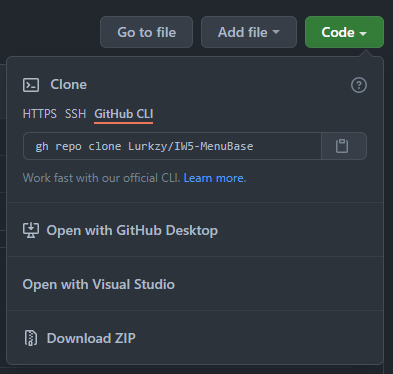 Go to file Add file Code
Clone
HTTPS SSH GitHub CLI
gh repo clone Lurkzy/IW5-MenuBase
Work fast with our official CLI. Learn more.
Open with GitHub Desktop
Open with Visual Studio
Download ZIP